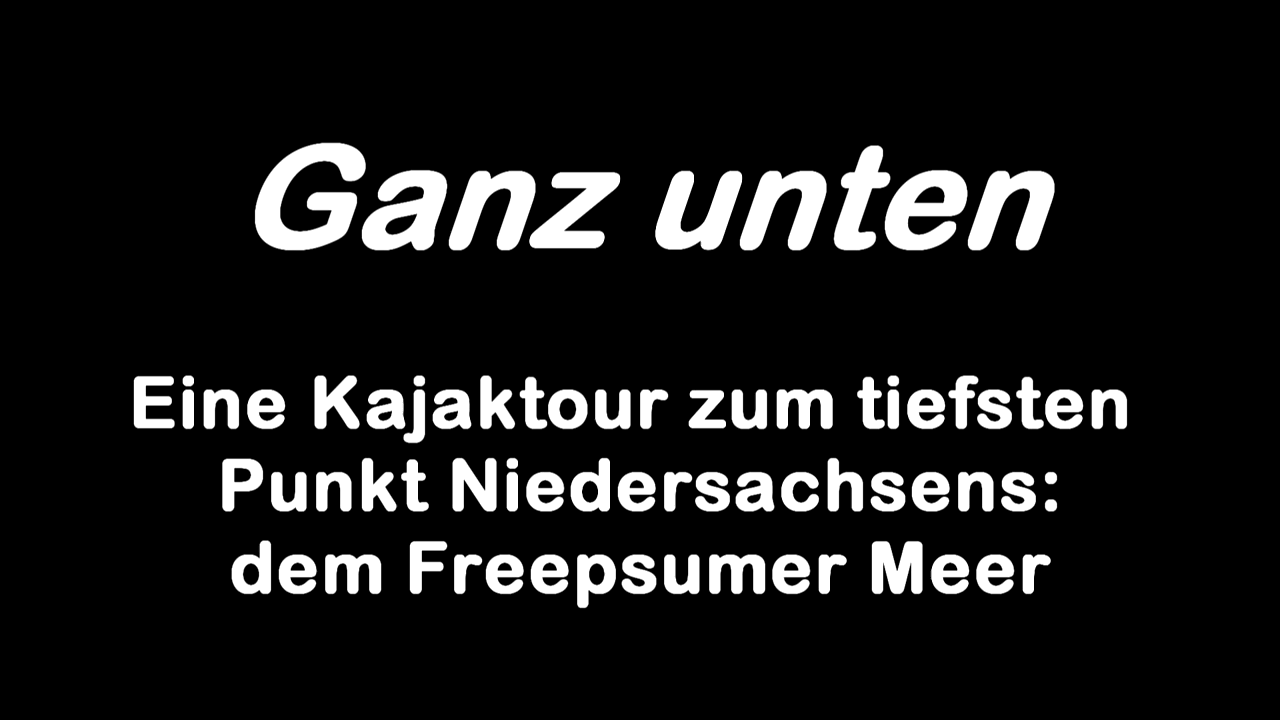 Ganz unten
Eine Kajaktour zum tiefsten
Punkt Niedersachsens:
dem Freepsumer Meer